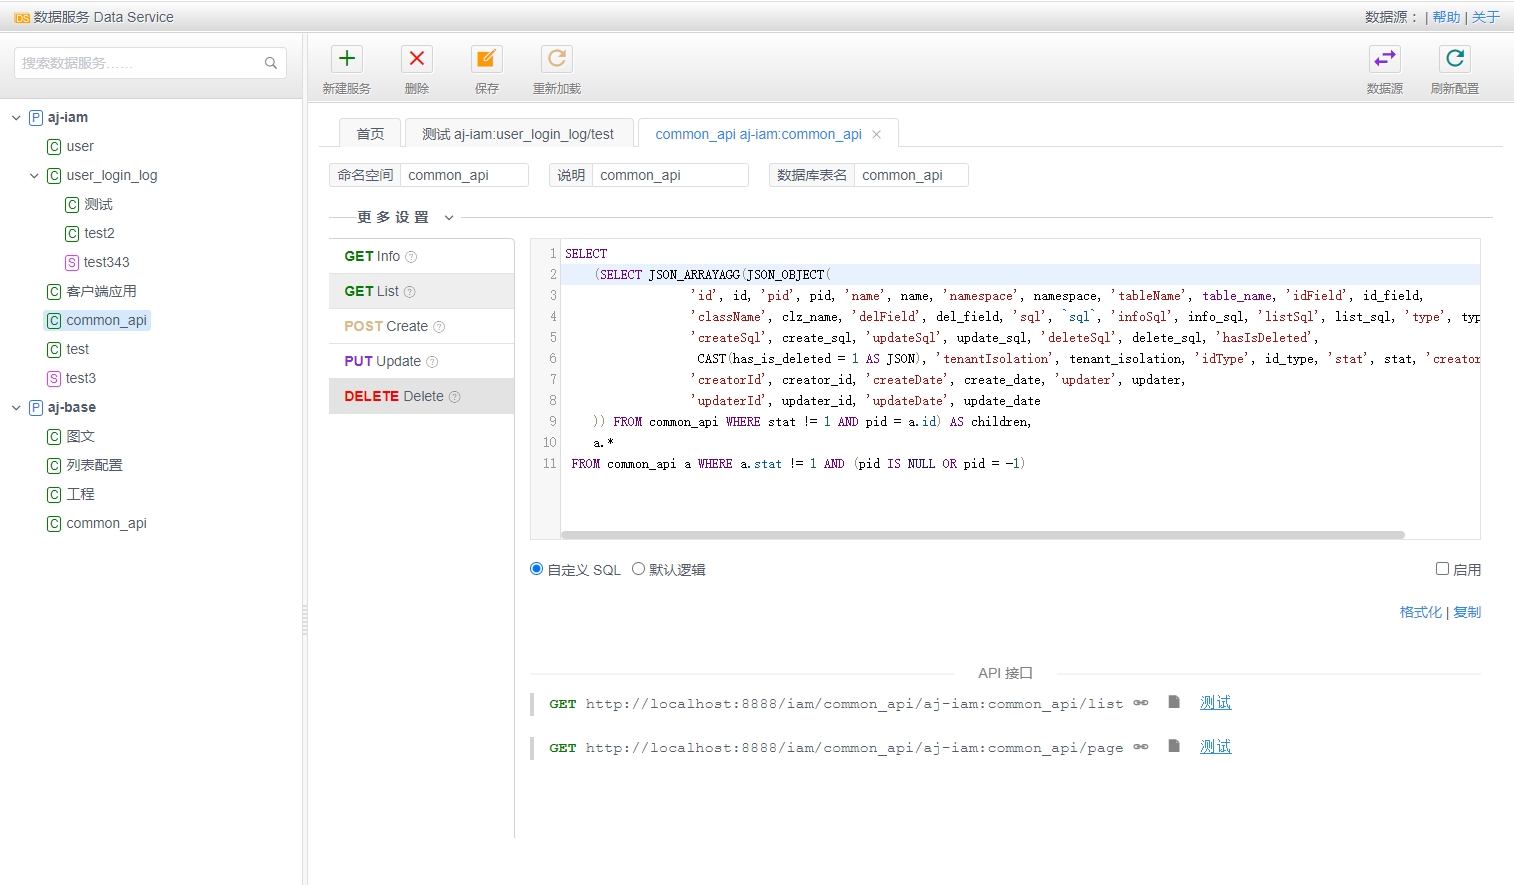 DS 数据服务 Data Service
数据源： | 帮助 | 关于
搜索数据服务……
新建服务 删除 保存 重新加载 数据源 刷新配置
P aj-iam
C user
C user_login_log
C 测试
C test2
S test343
C 客户端应用
C common_api
C test
S test3
P aj-base
C 图文
C 列表配置
C 工程
C common_api
首页 测试 aj-iam:user_login_log/test common_api aj-iam:common_api ×
命名空间 common_api 说明 common_api 数据库表名 common_api
更多设置
GET Info ?
GET List ?
POST Create ?
PUT Update ?
DELETE Delete ?
1 SELECT
2 (SELECT JSON_ARRAYAGG(JSON_OBJECT(
3 'id', id, 'pid', pid, 'name', name, 'namespace', namespace, 'tableName', table_name, 'idField', id_field,
4 'className', clz_name, 'delField', del_field, 'sql', `sql`, 'infoSql', info_sql, 'listSql', list_sql, 'type', typ
5 'createSql', create_sql, 'updateSql', update_sql, 'deleteSql', delete_sql, 'hasIsDeleted',
6 CAST(has_is_deleted = 1 AS JSON), 'tenantIsolation', tenant_isolation, 'idType', id_type, 'stat', stat, 'creator
7 'creatorId', creator_id, 'createDate', create_date, 'updater', updater,
8 'updaterId', updater_id, 'updateDate', update_date
9 )) FROM common_api WHERE stat != 1 AND pid = a.id) AS children,
10 a.*
11 FROM common_api a WHERE a.stat != 1 AND (pid IS NULL OR pid = -1)
自定义 SQL 默认逻辑 启用
格式化 | 复制
API 接口
GET http://localhost:8888/iam/common_api/aj-iam:common_api/list 测试
GET http://localhost:8888/iam/common_api/aj-iam:common_api/page 测试